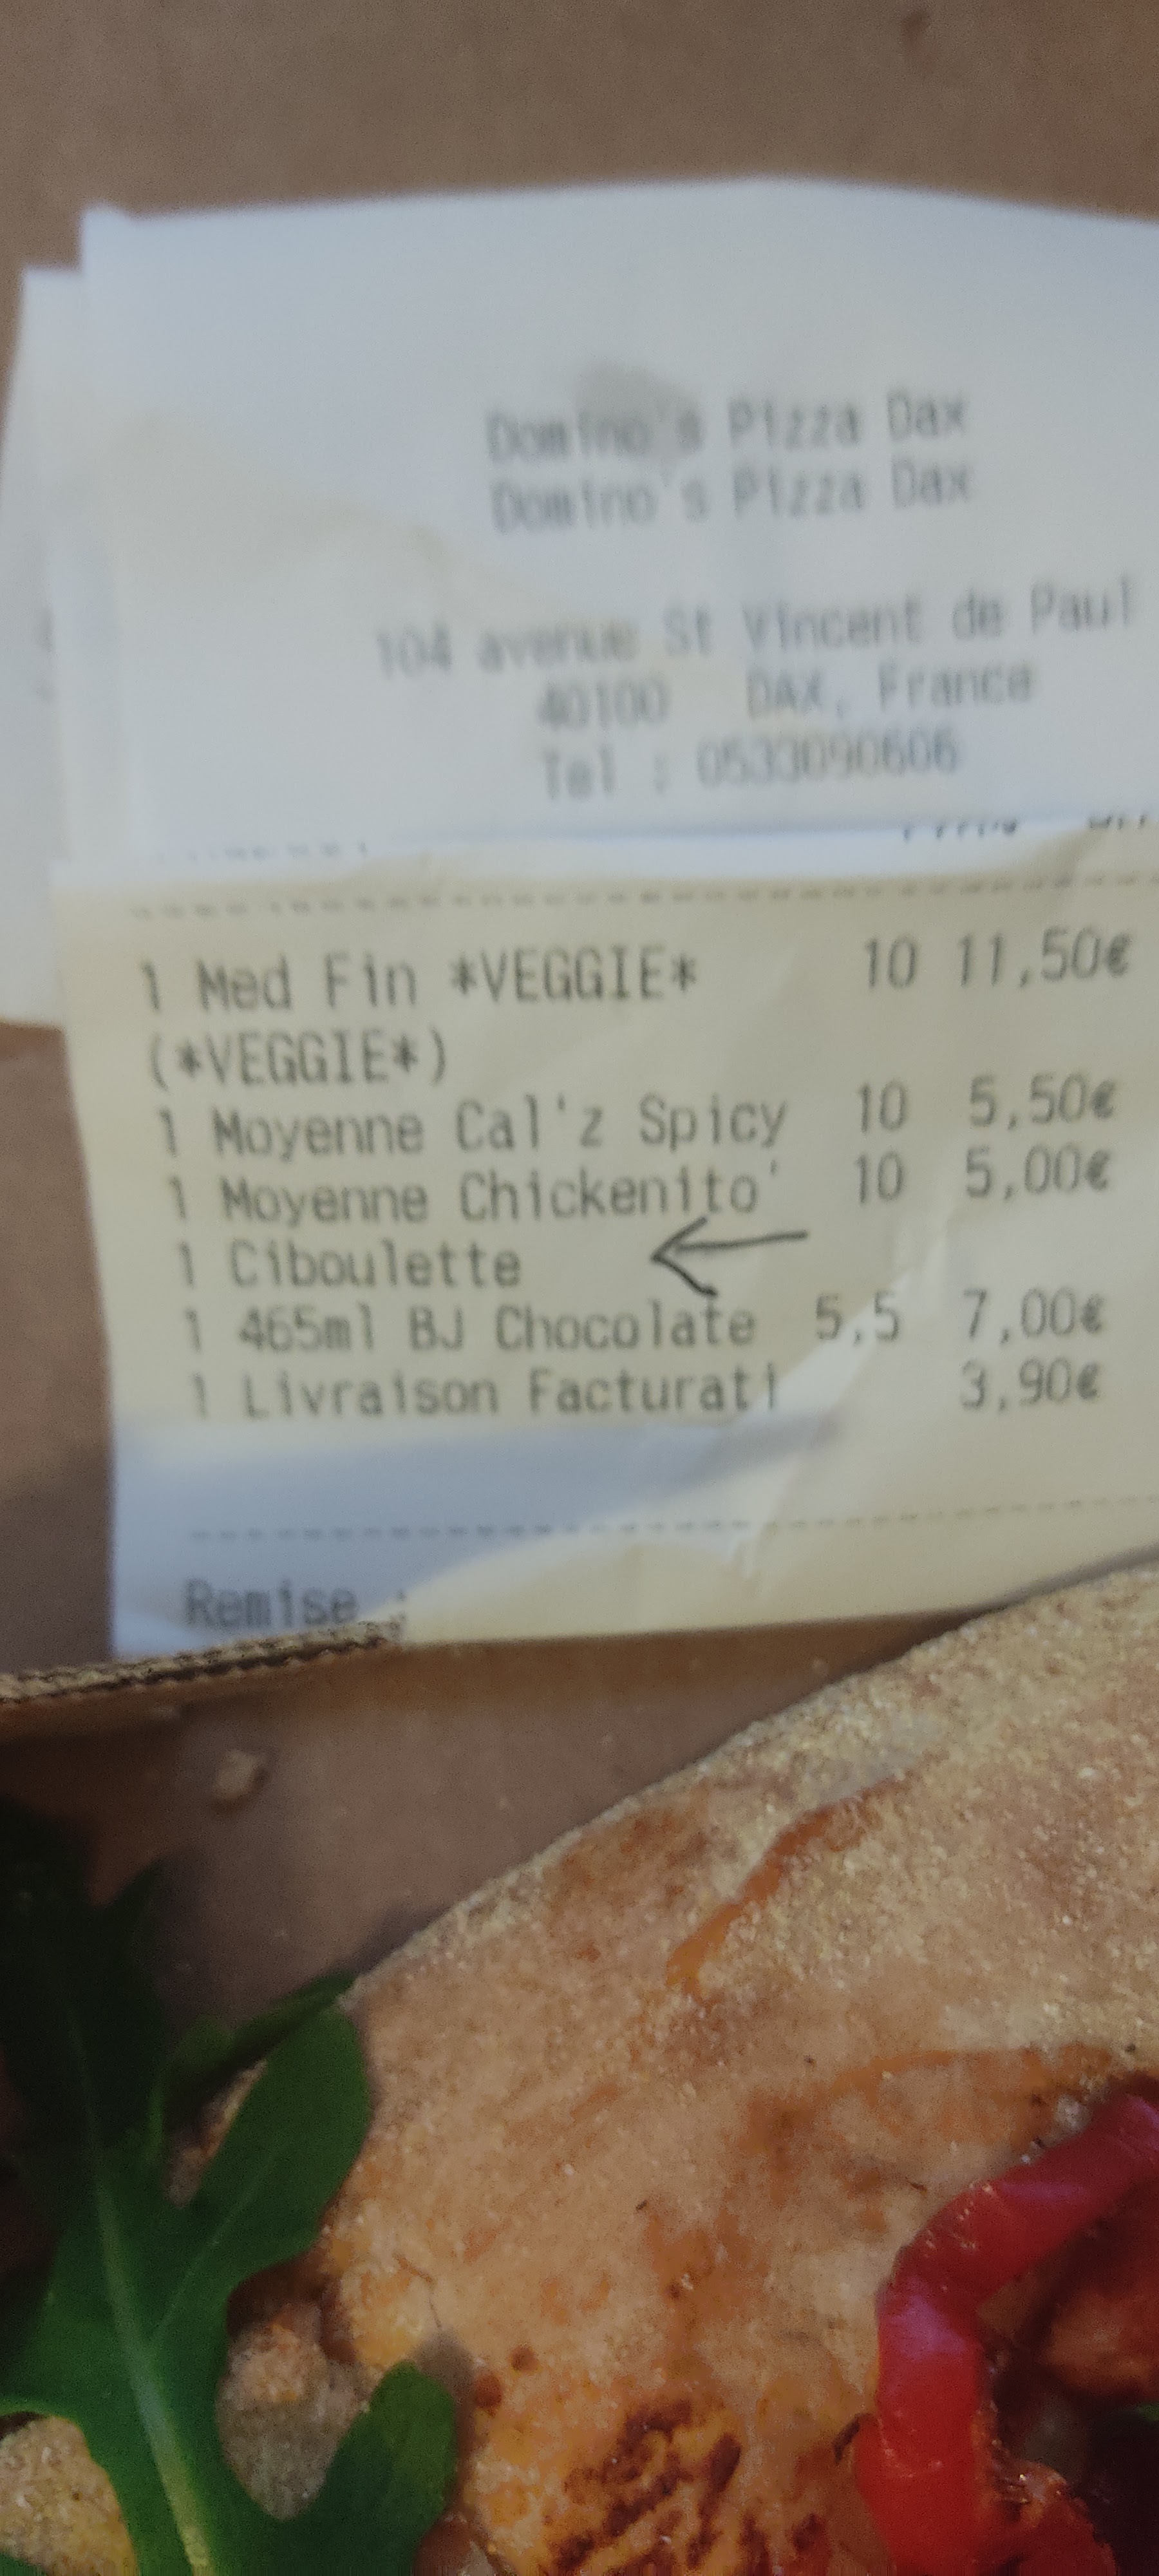 Domino's Pizza Dax
Domino's Pizza Dax
104 avenue St Vincent de Paul
40100 DAX, France
Tel : 0533090606
1 Med Fin *VEGGIE* 10 11,50€
(*VEGGIE*)
1 Moyenne Cal'z Spicy 10 5,50€
1 Moyenne Chickenito' 10 5,00€
1 Ciboulette
1 465ml BJ Chocolate 5,5 7,00€
1 Livraison Facturati 3,90€
Remise :